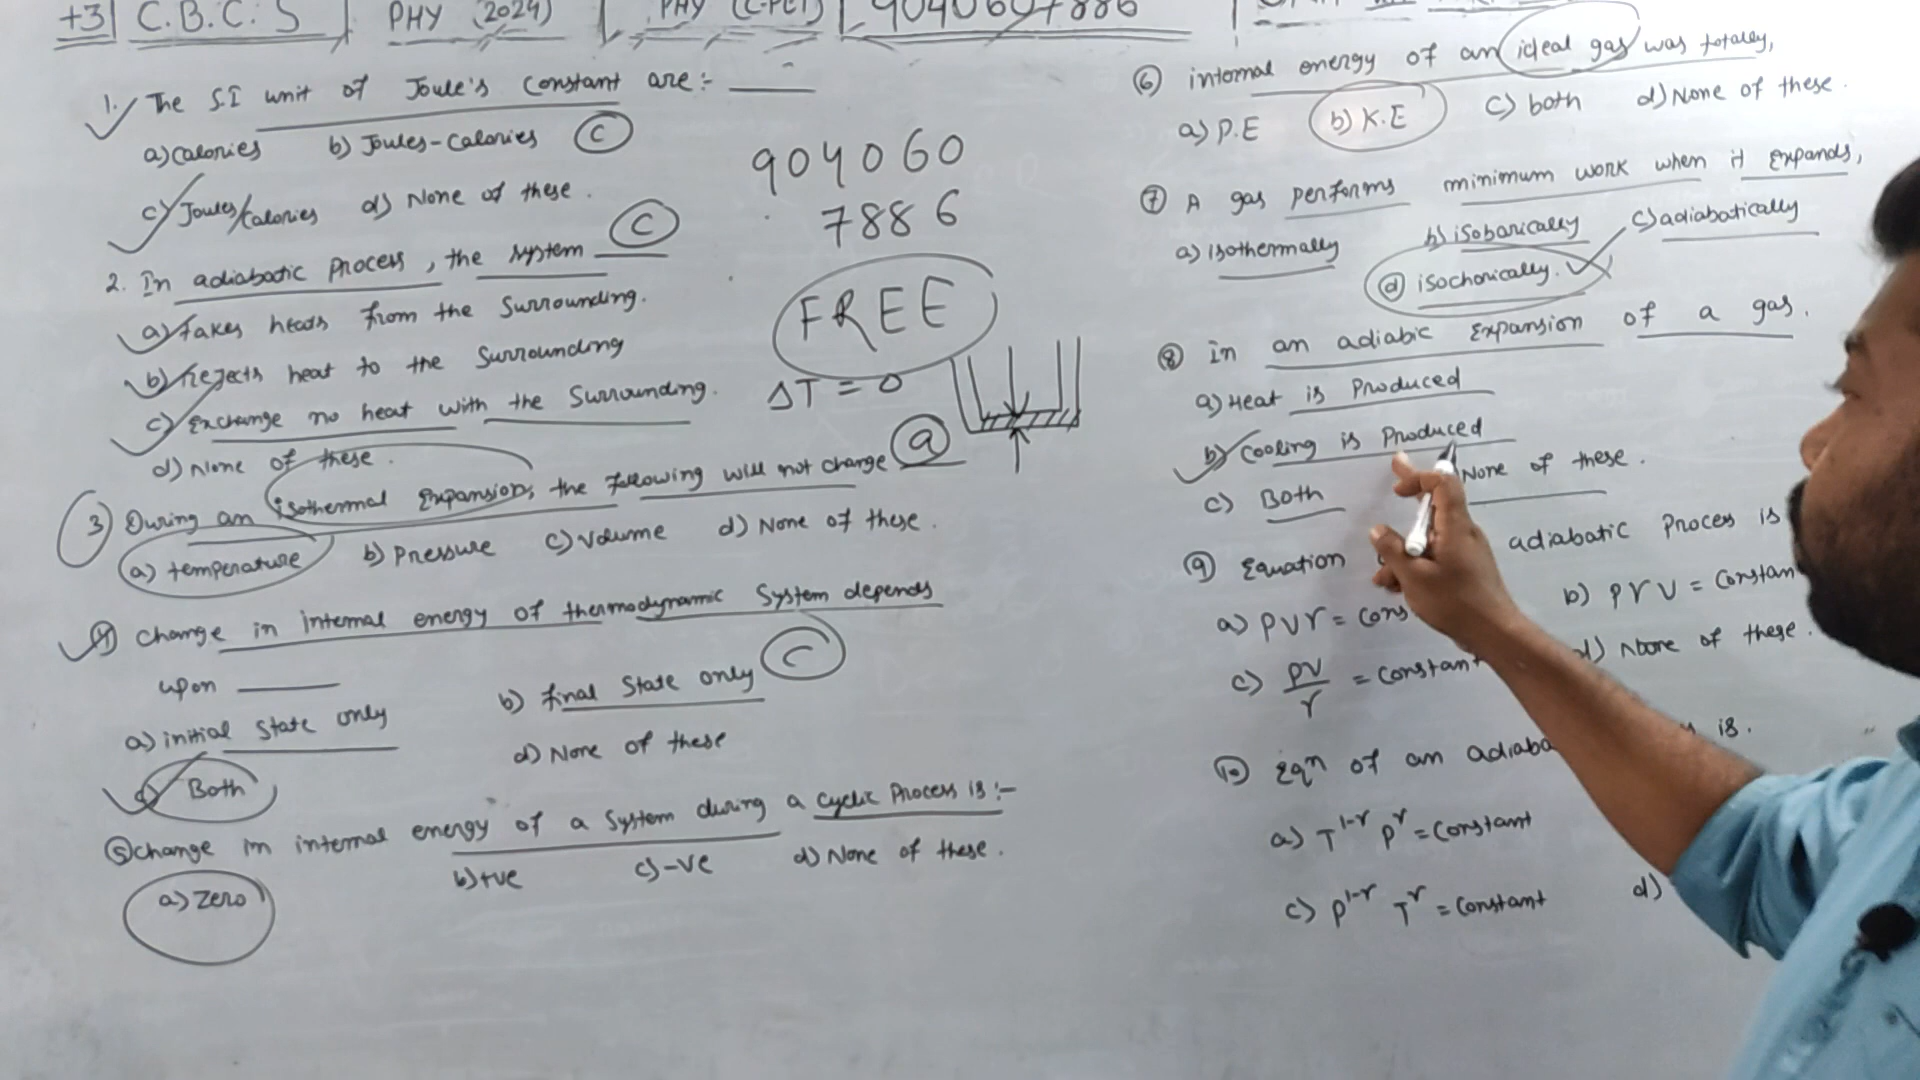 +3 C.B.C.S PHY (2024) PHY (C-PET) 9040607886
1. The S.I unit of Joule's Constant are :- ____
a) calories b) Joules-Calories (C)
c) Joules/calories d) None of these.
2. In adiabatic process, the system ____ (C)
a) takes heats from the Surrounding.
b) rejects heat to the Surrounding
c) Exchange no heat with the Surrounding.
d) None of these.
3) During an isothermal Expansion, the following will not change (a)
a) temperature b) Pressure c) Volume d) None of these.
4) Change in internal energy of thermodynamic System depends
upon ____
a) initial State only b) final State only (C)
c) Both d) None of these
5) Change in internal energy of a System during a cyclic Process is :-
a) Zero b) +ve c) -ve d) None of these.
904060
7886
FREE
ΔT = 0
6) internal energy of an ideal gas was totally,
a) P.E b) K.E c) both d) None of these.
7) A gas performs minimum work when it expands,
a) isothermally b) isobarically c) adiabatically
d) isochorically.
8) In an adiabic Expansion of a gas.
a) Heat is Produced
b) Cooling is Produced
c) Both None of these.
9) Equation adiabatic Proces is
a) PVr = Cons b) PrV = Constan
c) PV/r = Constant d) None of these.
10) Eqn of an adiaba is.
a) T^1-r P^r = Constant
c) P^1-r T^r = Constant d)